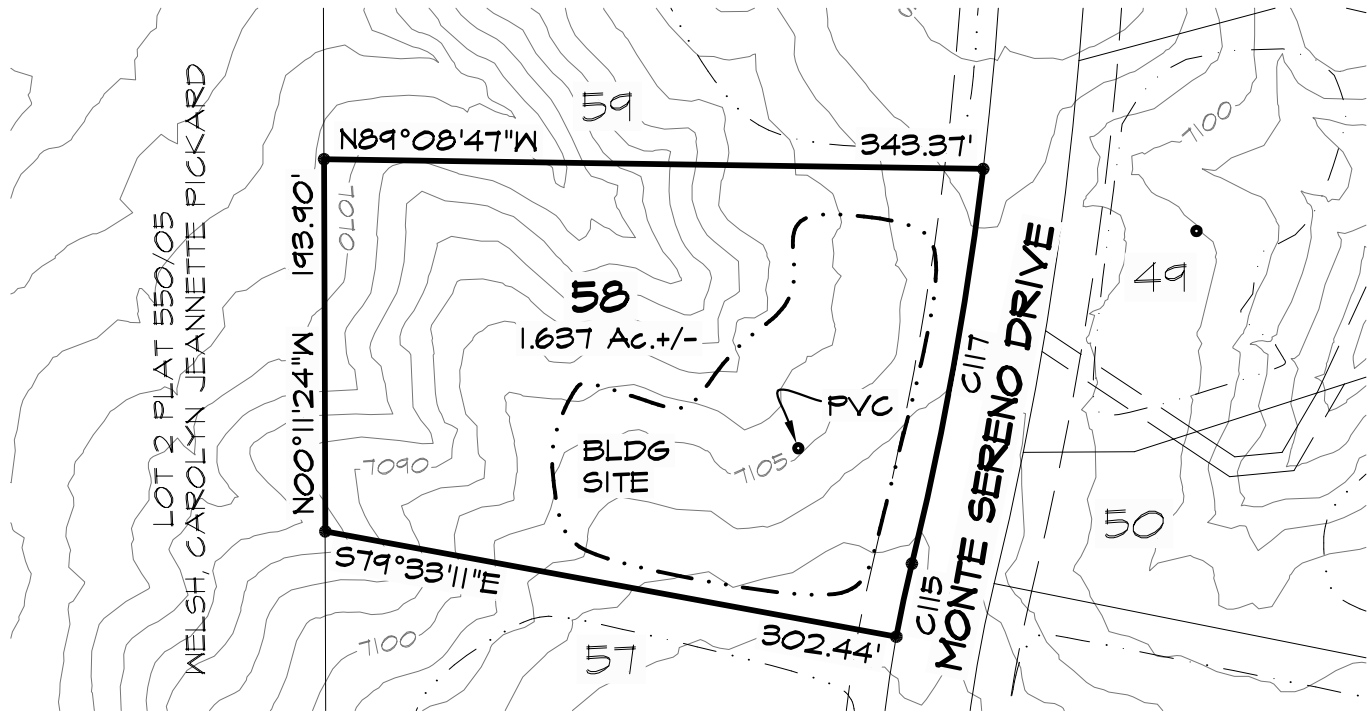 59
N89°08'47"W
343.37'
7100
LOT 2 PLAT 550/05
WELSH, CAROLYN JEANNETTE PICKARD
193.90'
7070
N00°11'24"W
58
1.637 Ac.+/-
49
MONTE SERENO DRIVE
C117
PVC
BLDG
SITE
7090
7105
50
S79°33'11"E
C115
7100
302.44'
57